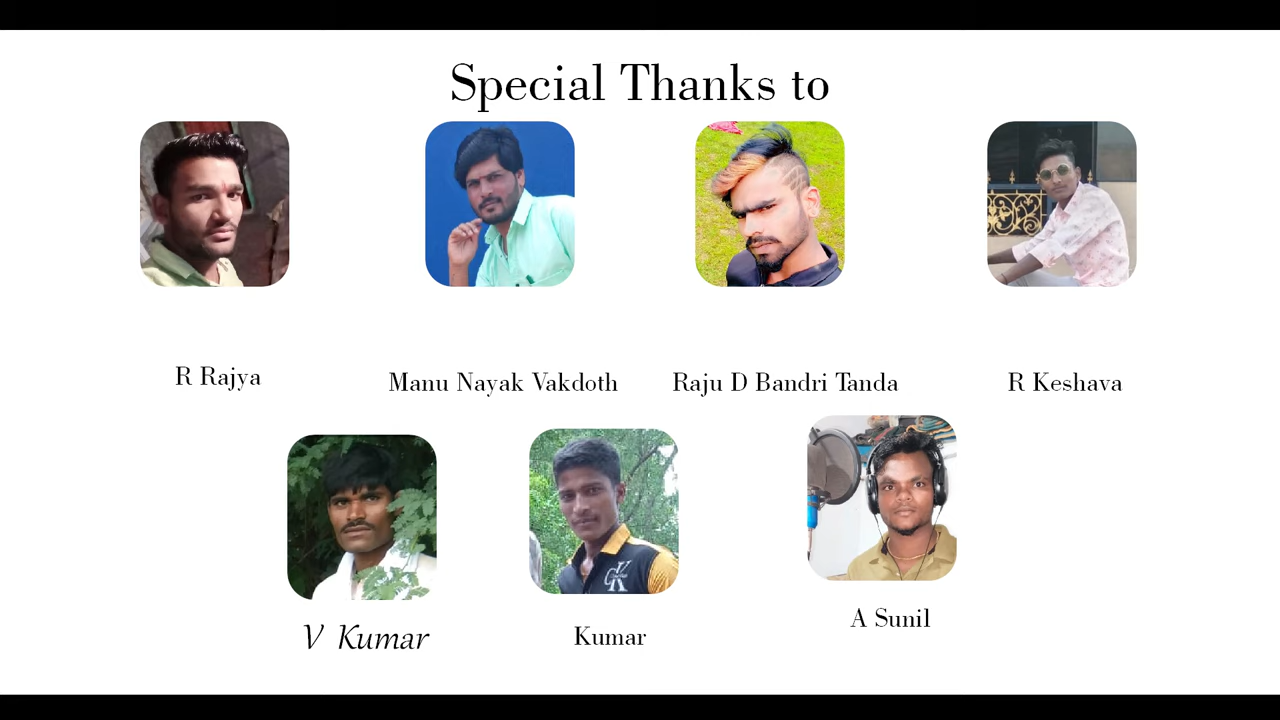 Special Thanks to
R Rajya
Manu Nayak Vakdoth
Raju D Bandri Tanda
R Keshava
V Kumar
Kumar
A Sunil